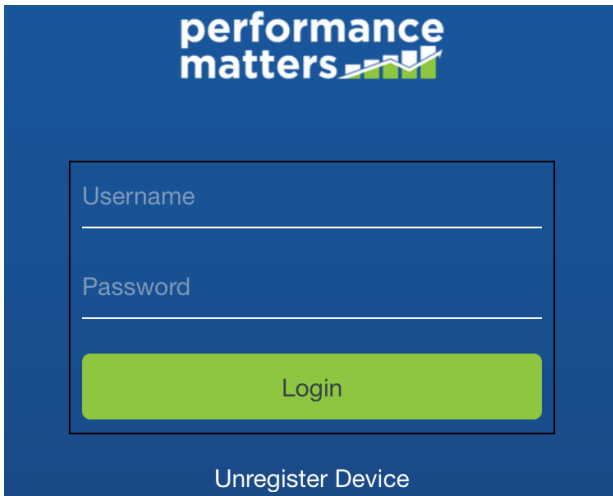 performance
matters
Username
Password
Login
Unregister Device